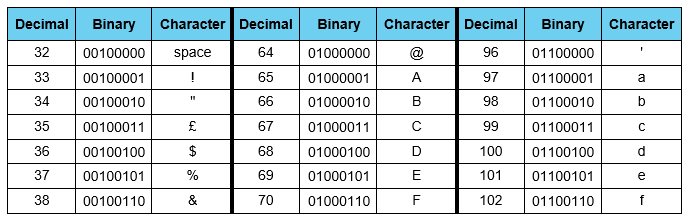 Decimal Binary Character Decimal Binary Character Decimal Binary Character
32 00100000 space 64 01000000 @ 96 01100000 '
33 00100001 ! 65 01000001 A 97 01100001 a
34 00100010 " 66 01000010 B 98 01100010 b
35 00100011 £ 67 01000011 C 99 01100011 c
36 00100100 $ 68 01000100 D 100 01100100 d
37 00100101 % 69 01000101 E 101 01100101 e
38 00100110 & 70 01000110 F 102 01100110 f